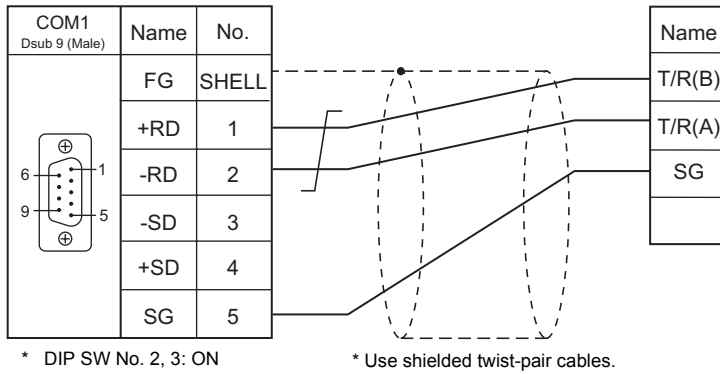 COM1
Dsub 9 (Male)
Name No.
FG SHELL
+RD 1
-RD 2
-SD 3
+SD 4
SG 5
6 1
9 5
Name
T/R(B)
T/R(A)
SG
* DIP SW No. 2, 3: ON
* Use shielded twist-pair cables.